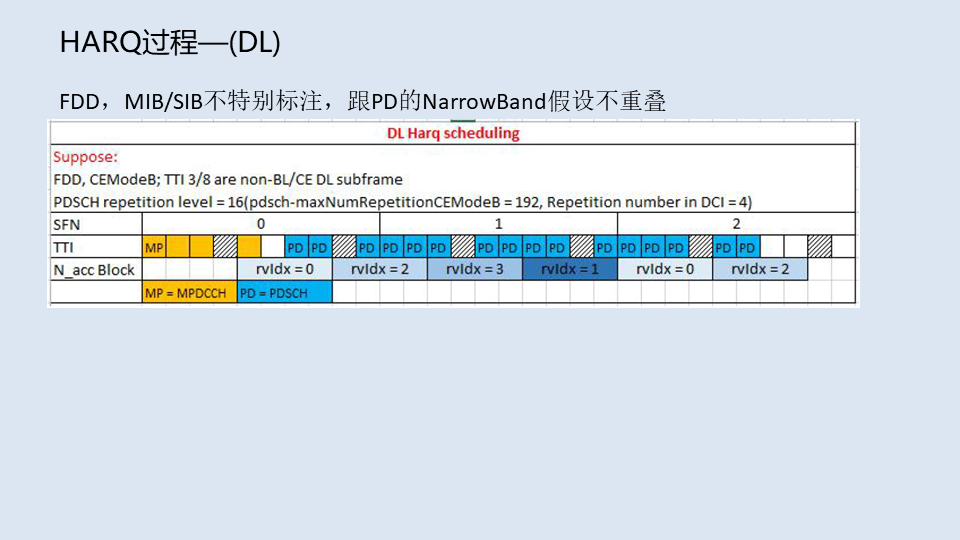 HARQ过程—(DL)
FDD，MIB/SIB不特别标注，跟PD的NarrowBand假设不重叠
DL Harq scheduling
Suppose:
FDD, CEModeB; TTI 3/8 are non-BL/CE DL subframe
PDSCH repetition level = 16(pdsch-maxNumRepetitionCEModeB = 192, Repetition number in DCI = 4)
SFN 0 1 2
TTI MP PD PD PD PD PD PD PD PD PD PD PD PD PD PD PD PD
N_acc Block rvIdx = 0 rvIdx = 2 rvIdx = 3 rvIdx = 1 rvIdx = 0 rvIdx = 2
MP = MPDCCH PD = PDSCH